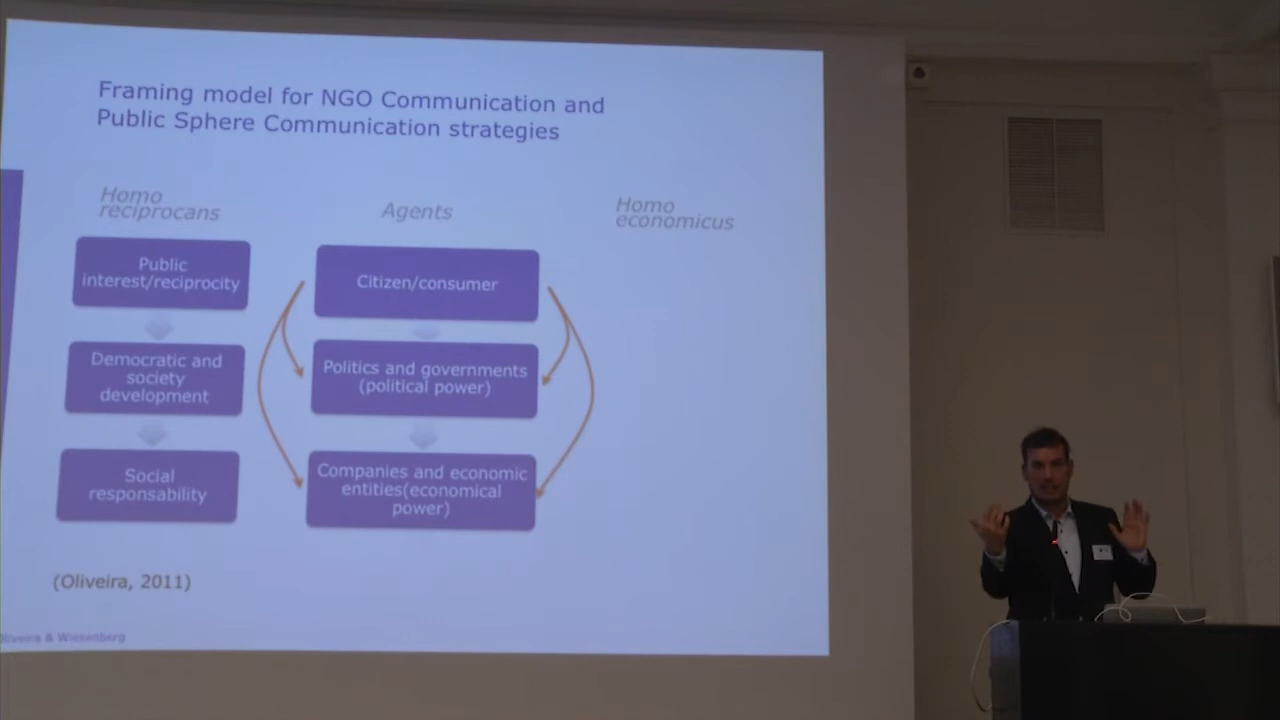 Framing model for NGO Communication and
Public Sphere Communication strategies
Homo
reciprocans
Agents
Homo
economicus
Public
interest/reciprocity
Citizen/consumer
Democratic and
society
development
Politics and governments
(political power)
Social
responsability
Companies and economic
entities(economical
power)
(Oliveira, 2011)
Oliveira & Wiesenberg